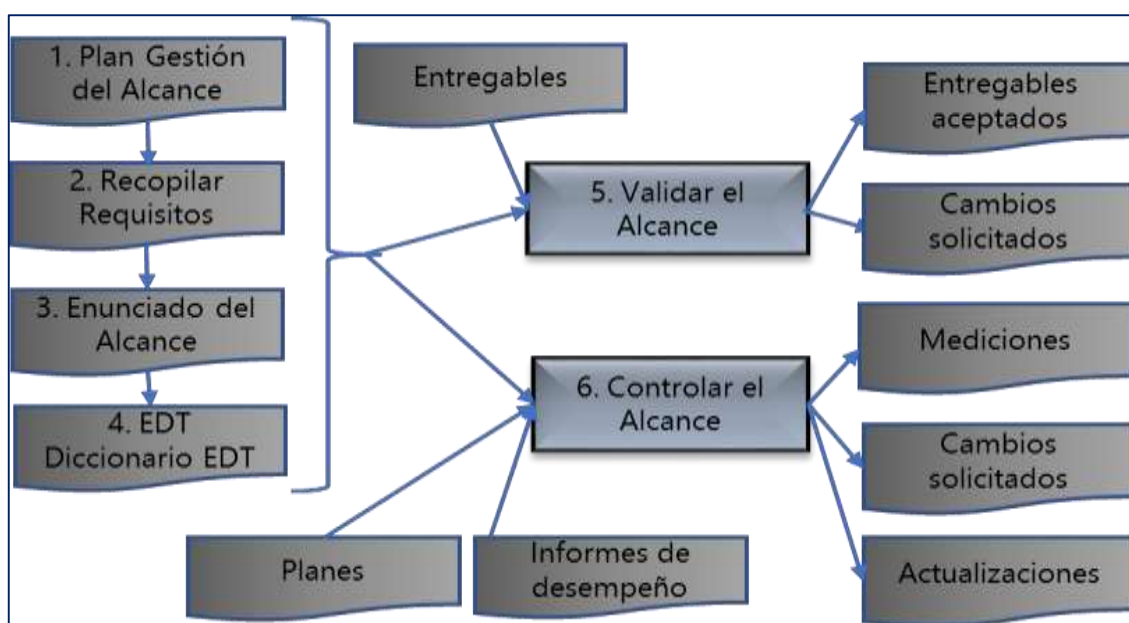 1. Plan Gestión
del Alcance
2. Recopilar
Requisitos
3. Enunciado del
Alcance
4. EDT
Diccionario EDT
Entregables
5. Validar el
Alcance
6. Controlar el
Alcance
Planes
Informes de
desempeño
Entregables
aceptados
Cambios
solicitados
Mediciones
Cambios
solicitados
Actualizaciones